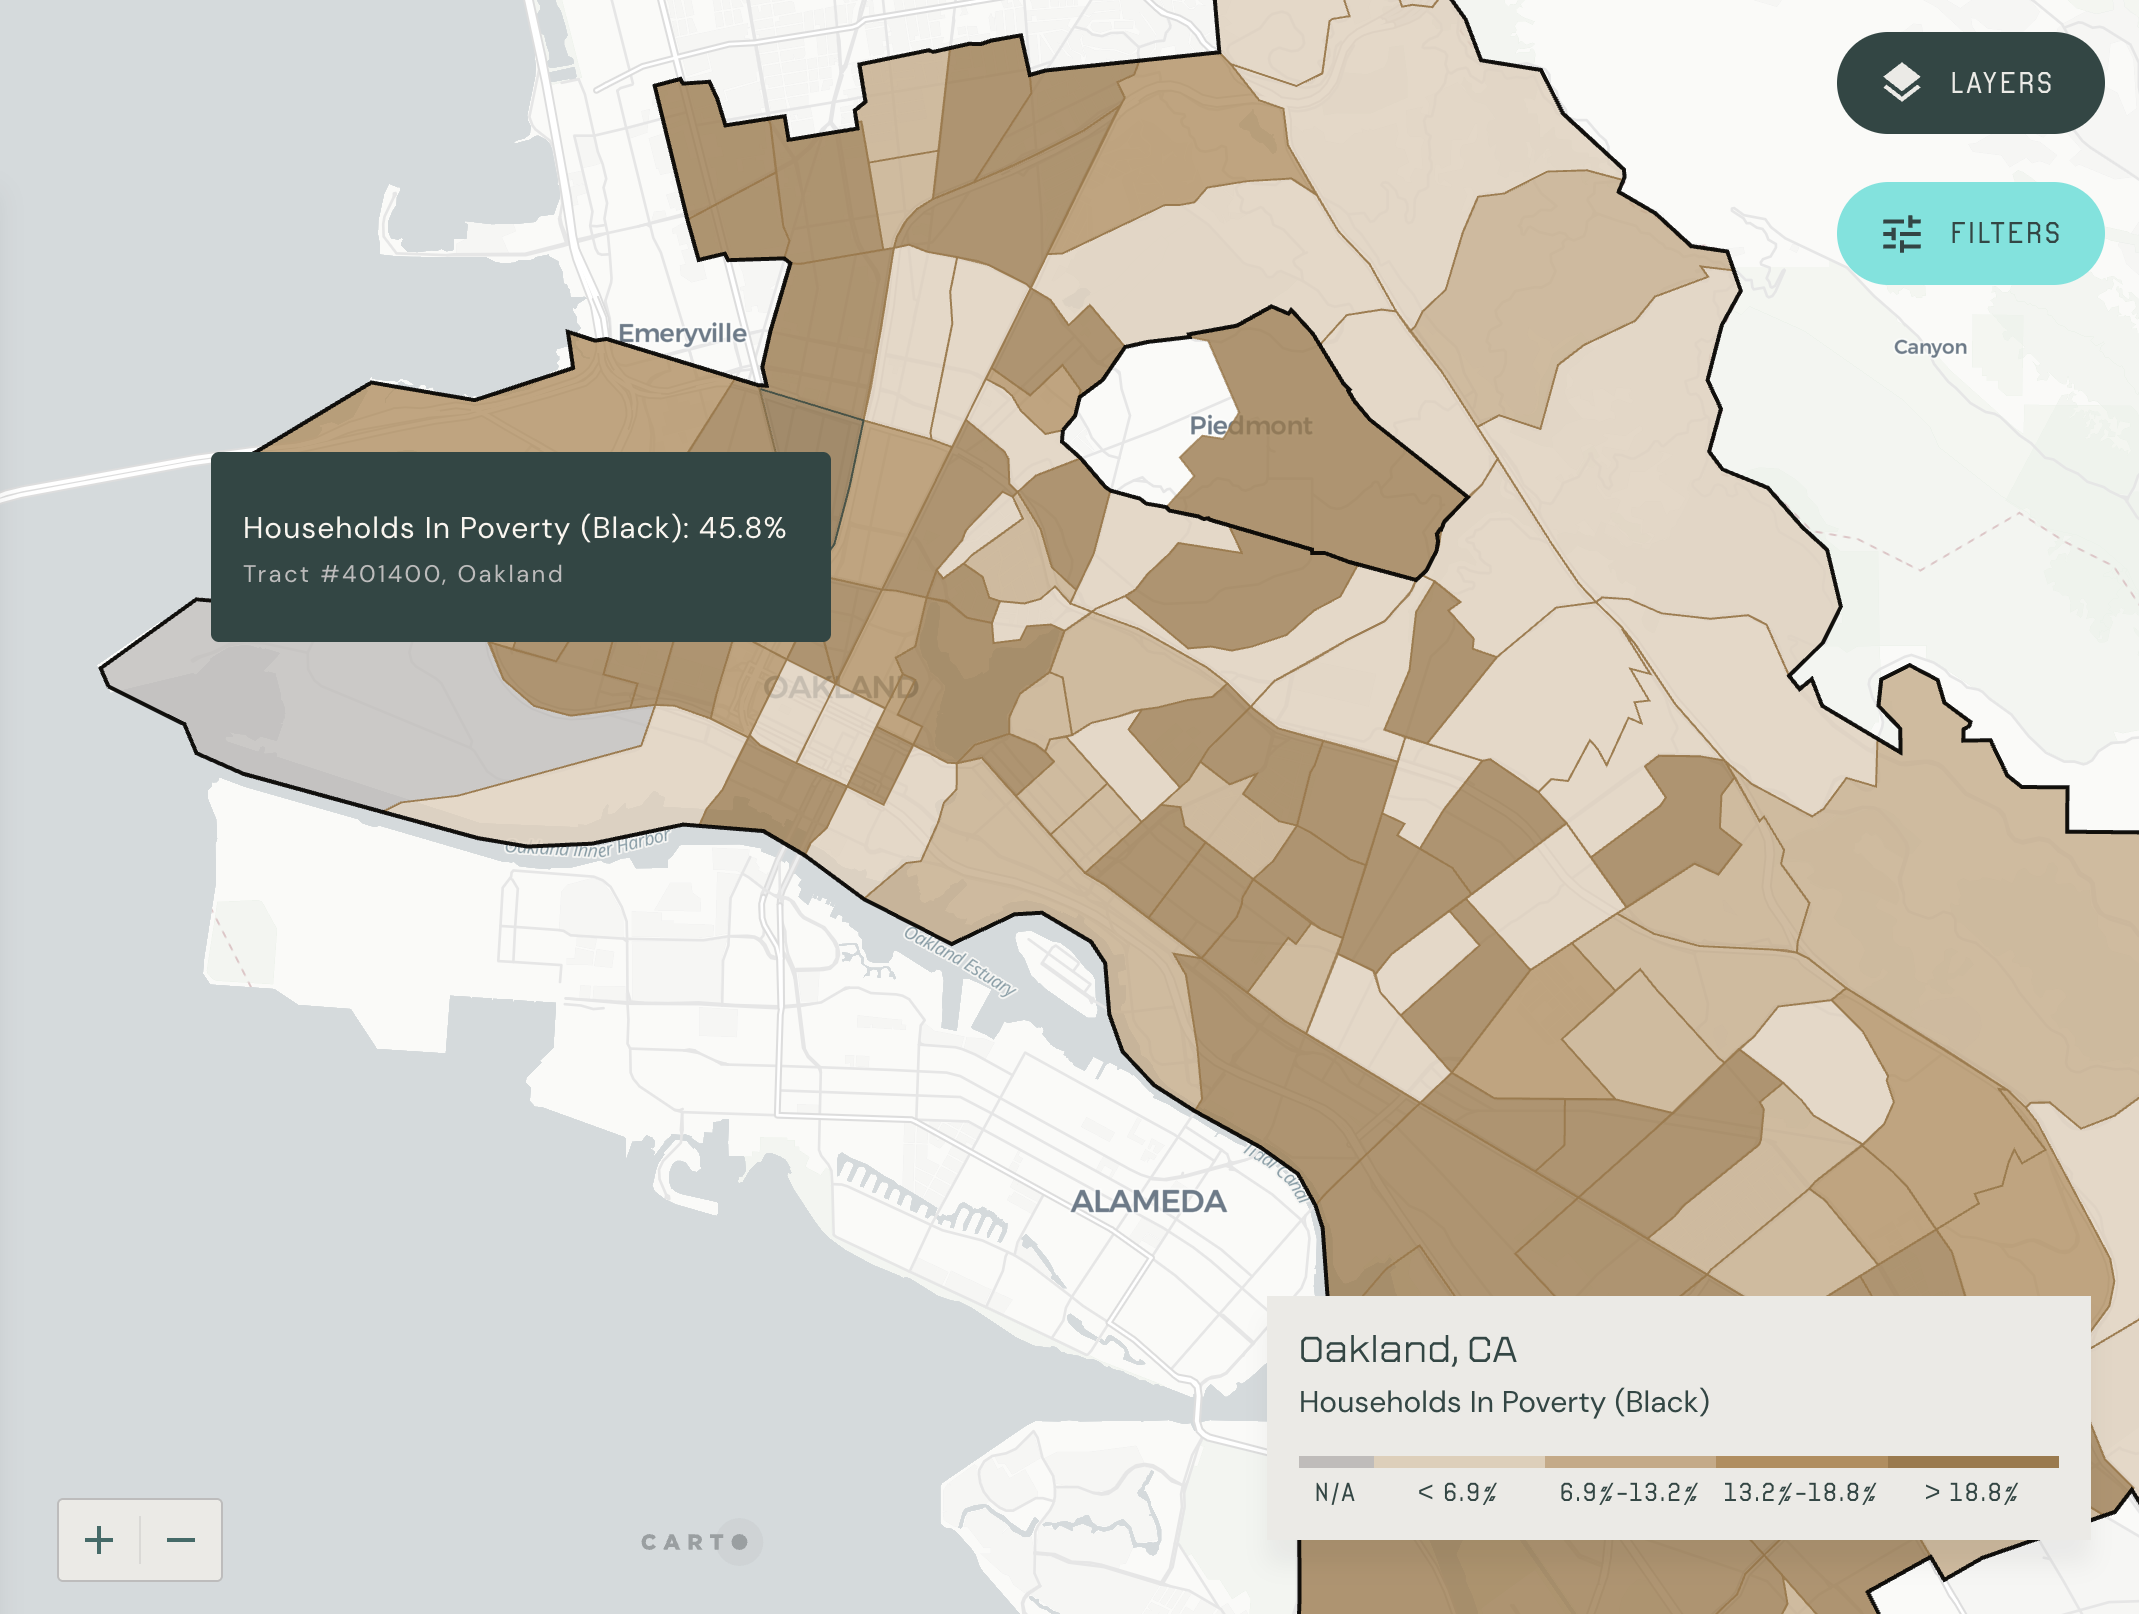 LAYERS
FILTERS
Emeryville
Canyon
Piedmont
Households In Poverty (Black): 45.8%
Tract #401400, Oakland
OAKLAND
Oakland Inner Harbor
Oakland Estuary
Tidal Canal
ALAMEDA
Oakland, CA
Households In Poverty (Black)
N/A < 6.9% 6.9%-13.2% 13.2%-18.8% > 18.8%
+ −
CARTO